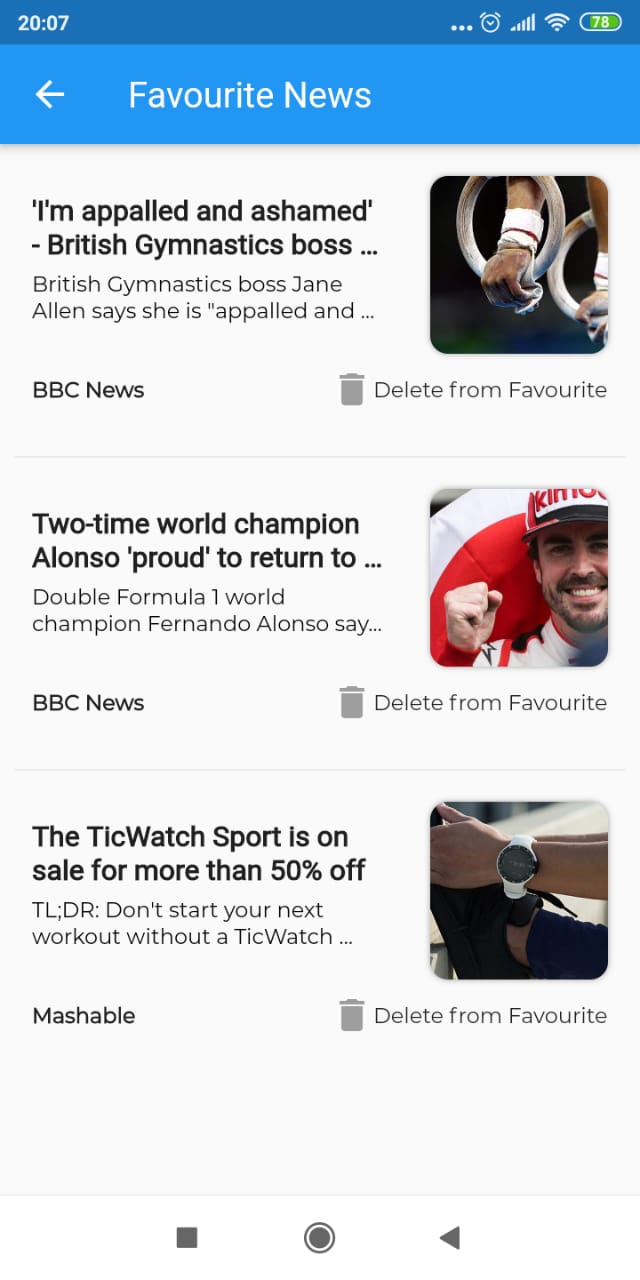 20:07
78
Favourite News
'I'm appalled and ashamed'
- British Gymnastics boss ...
British Gymnastics boss Jane
Allen says she is "appalled and ...
BBC News
Delete from Favourite
Two-time world champion
Alonso 'proud' to return to ...
Double Formula 1 world
champion Fernando Alonso say...
BBC News
Delete from Favourite
The TicWatch Sport is on
sale for more than 50% off
TL;DR: Don't start your next
workout without a TicWatch ...
Mashable
Delete from Favourite